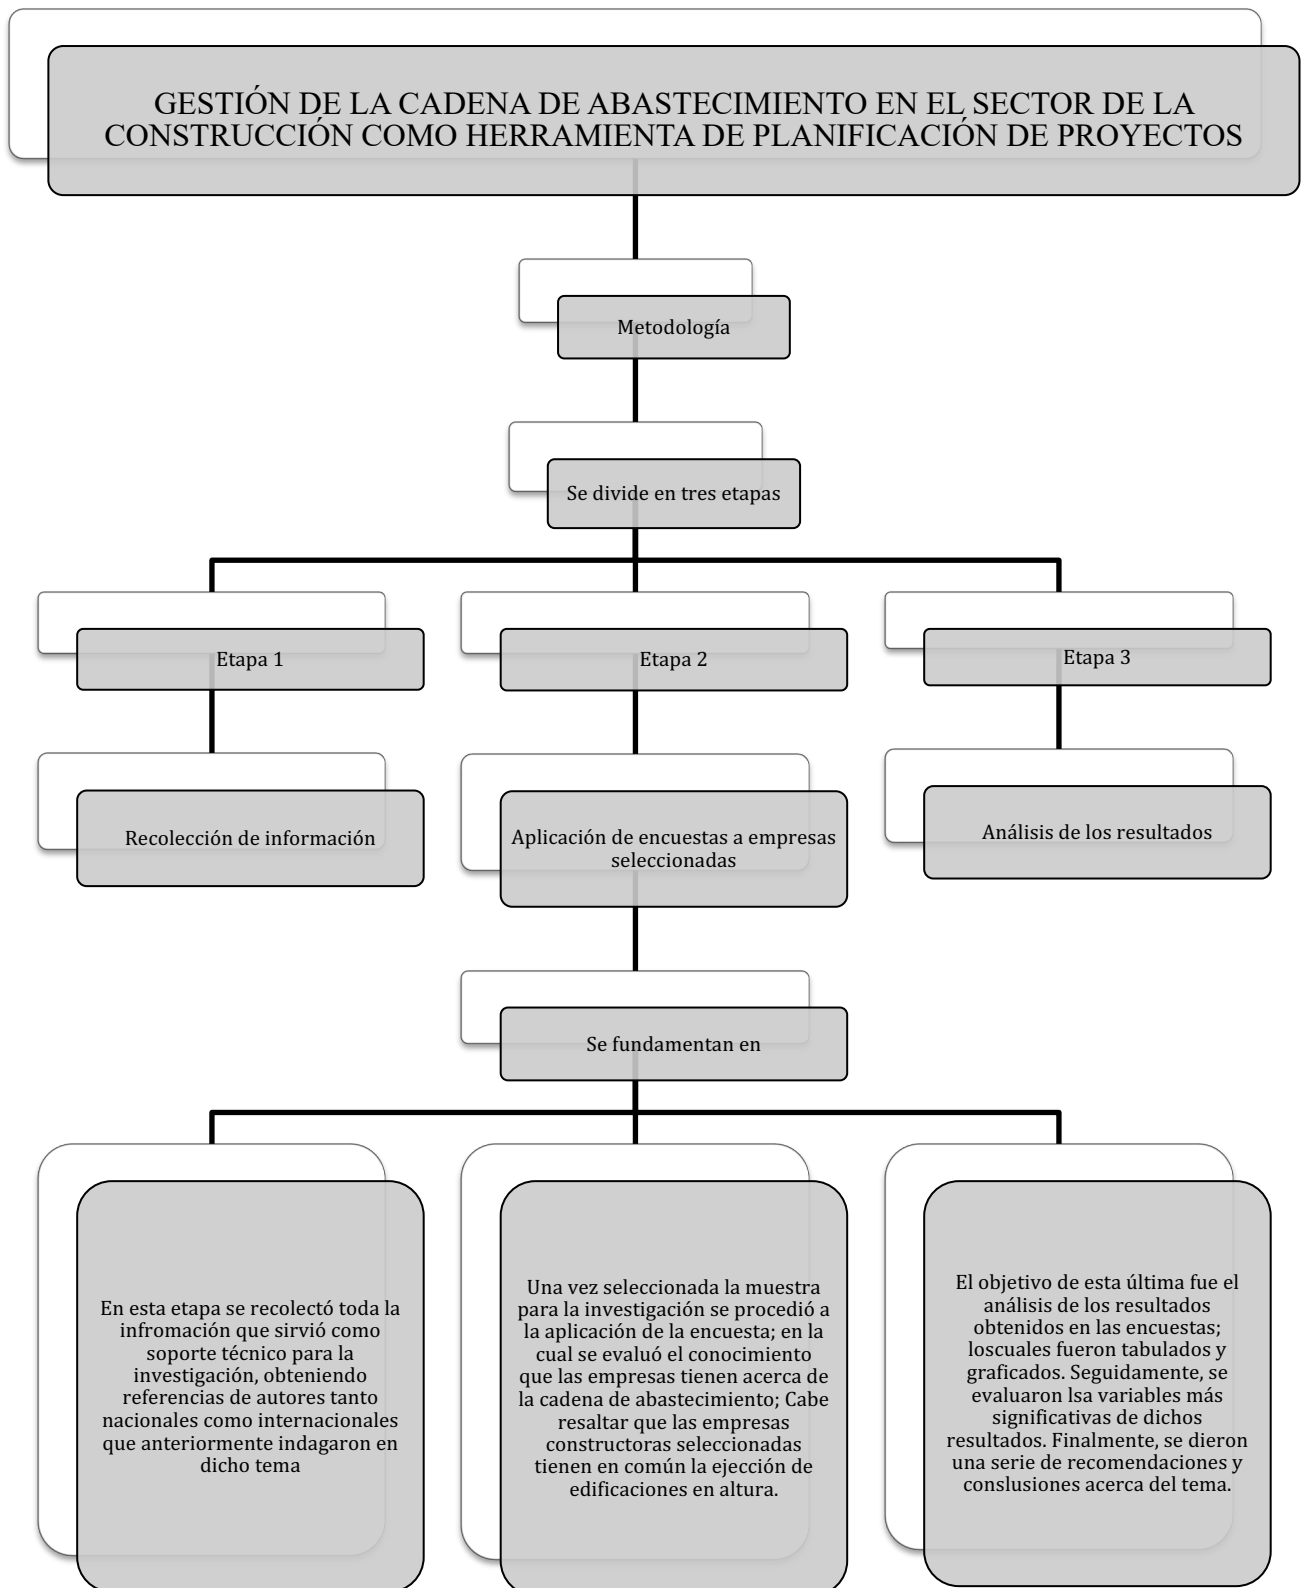 GESTIÓN DE LA CADENA DE ABASTECIMIENTO EN EL SECTOR DE LA
CONSTRUCCIÓN COMO HERRAMIENTA DE PLANIFICACIÓN DE PROYECTOS
Metodología
Se divide en tres etapas
Etapa 1
Etapa 2
Etapa 3
Recolección de información
Aplicación de encuestas a empresas
seleccionadas
Análisis de los resultados
Se fundamentan en
En esta etapa se recolectó toda la
infromación que sirvió como
soporte técnico para la
investigación, obteniendo
referencias de autores tanto
nacionales como internacionales
que anteriormente indagaron en
dicho tema
Una vez seleccionada la muestra
para la investigación se procedió a
la aplicación de la encuesta; en la
cual se evaluó el conocimiento
que las empresas tienen acerca de
la cadena de abastecimiento; Cabe
resaltar que las empresas
constructoras seleccionadas
tienen en común la ejección de
edificaciones en altura.
El objetivo de esta última fue el
análisis de los resultados
obtenidos en las encuestas;
loscuales fueron tabulados y
graficados. Seguidamente, se
evaluaron lsa variables más
significativas de dichos
resultados. Finalmente, se dieron
una serie de recomendaciones y
conslusiones acerca del tema.